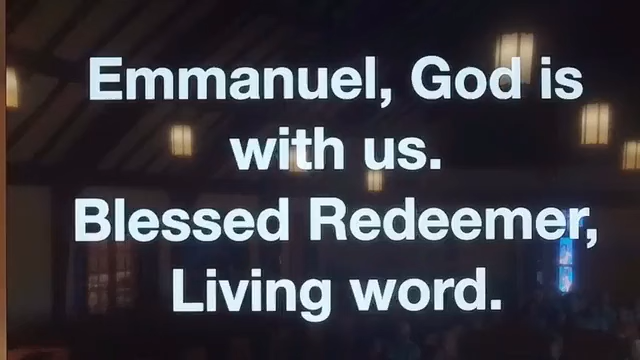 Emmanuel, God is
with us.
Blessed Redeemer,
Living word.